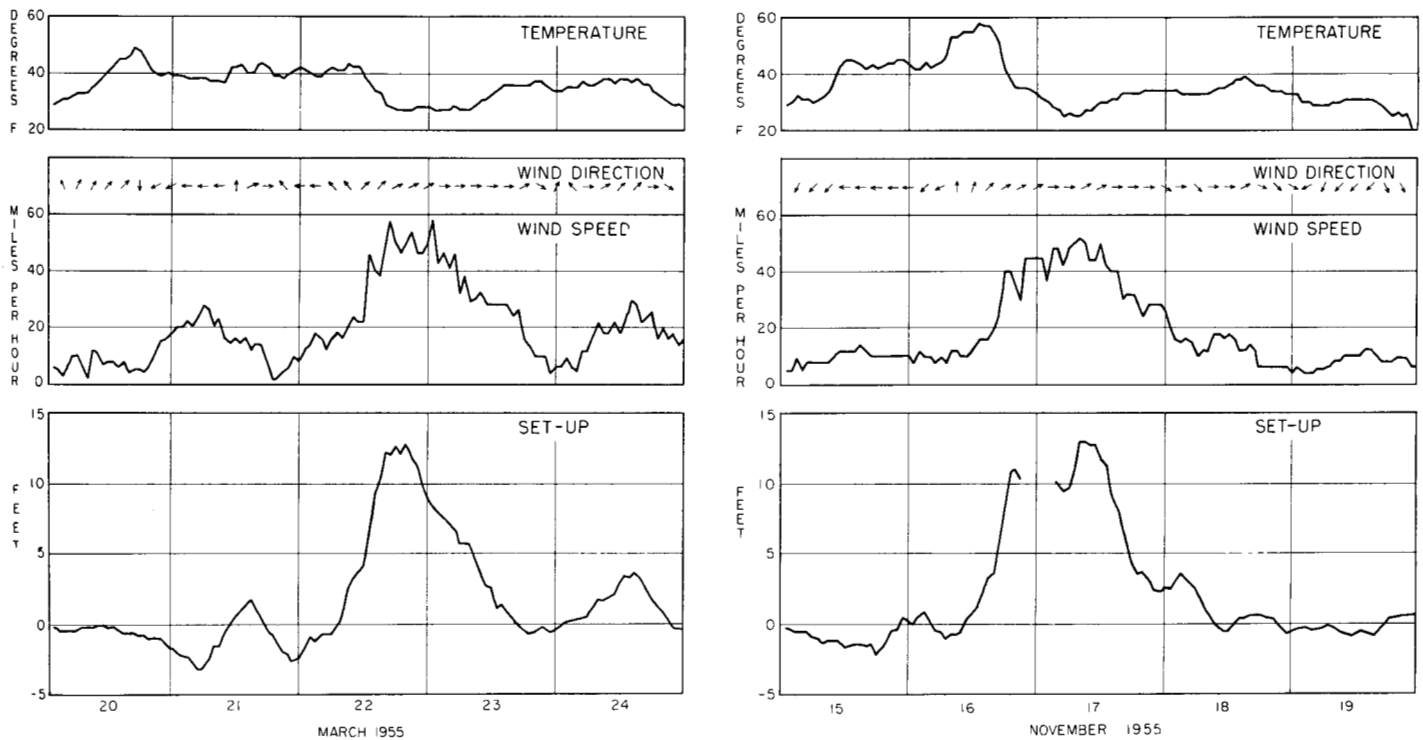 DEGREES F
60
40
20
TEMPERATURE
MILES PER HOUR
WIND DIRECTION
60
40
20
0
WIND SPEED
FEET
15
10
5
0
-5
SET-UP
20 21 22 23 24
MARCH 1955
DEGREES F
60
40
20
TEMPERATURE
MILES PER HOUR
WIND DIRECTION
60
40
20
0
WIND SPEED
FEET
15
10
5
0
-5
SET-UP
15 16 17 18 19
NOVEMBER 1955